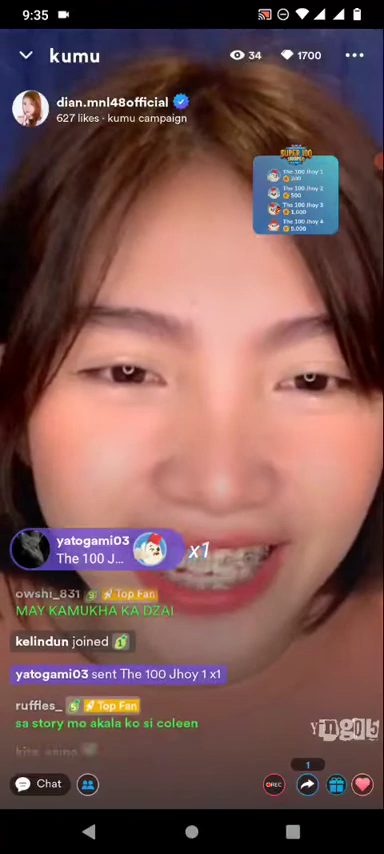 9:35
kumu
34
1700
dian.mnl48official
627 likes · kumu campaign
SUPER 100
The 100 Jhoy 1
The 100 Jhoy 2
500
The 100 Jhoy 3
1,000
The 100 Jhoy 4
5,000
yatogami03
The 100 J...
x1
owshi_831 Top Fan
MAY KAMUKHA KA DZAI
kelindun joined
yatogami03 sent The 100 Jhoy 1 x1
ruffles_ 5 Top Fan
sa story mo akala ko si coleen
1
Chat
REC